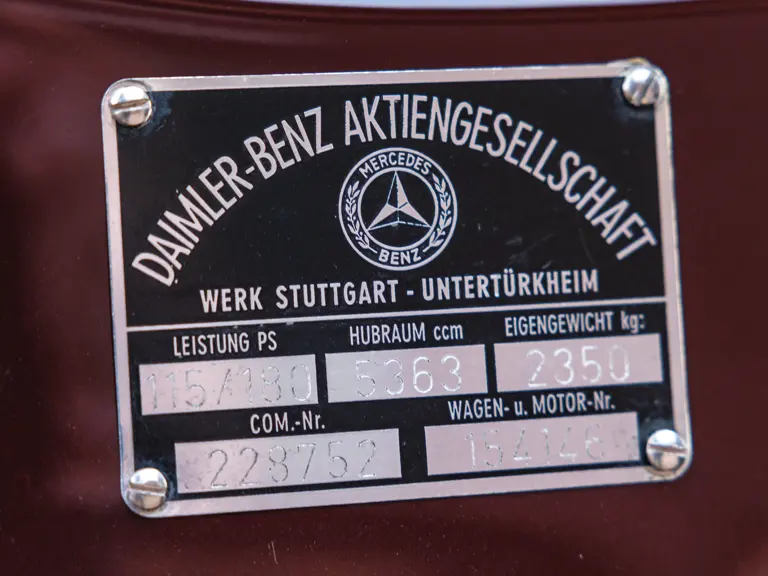 DAIMLER-BENZ AKTIENGESELLSCHAFT
MERCEDES
BENZ
WERK STUTTGART - UNTERTÜRKHEIM
LEISTUNG PS HUBRAUM ccm EIGENGEWICHT kg:
115/180 5363 2350
COM.-Nr. WAGEN- u. MOTOR-Nr.
228752